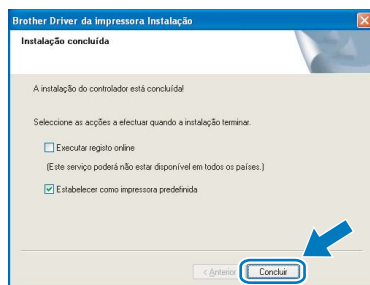 Brother Driver da impressora Instalação
Instalação concluída
A instalação do controlador está concluída!
Seleccione as acções a efectuar quando a instalação terminar.
Executar registo online
(Este serviço poderá não estar disponível em todos os países.)
Estabelecer como impressora predefinida
< Anterior
Concluir